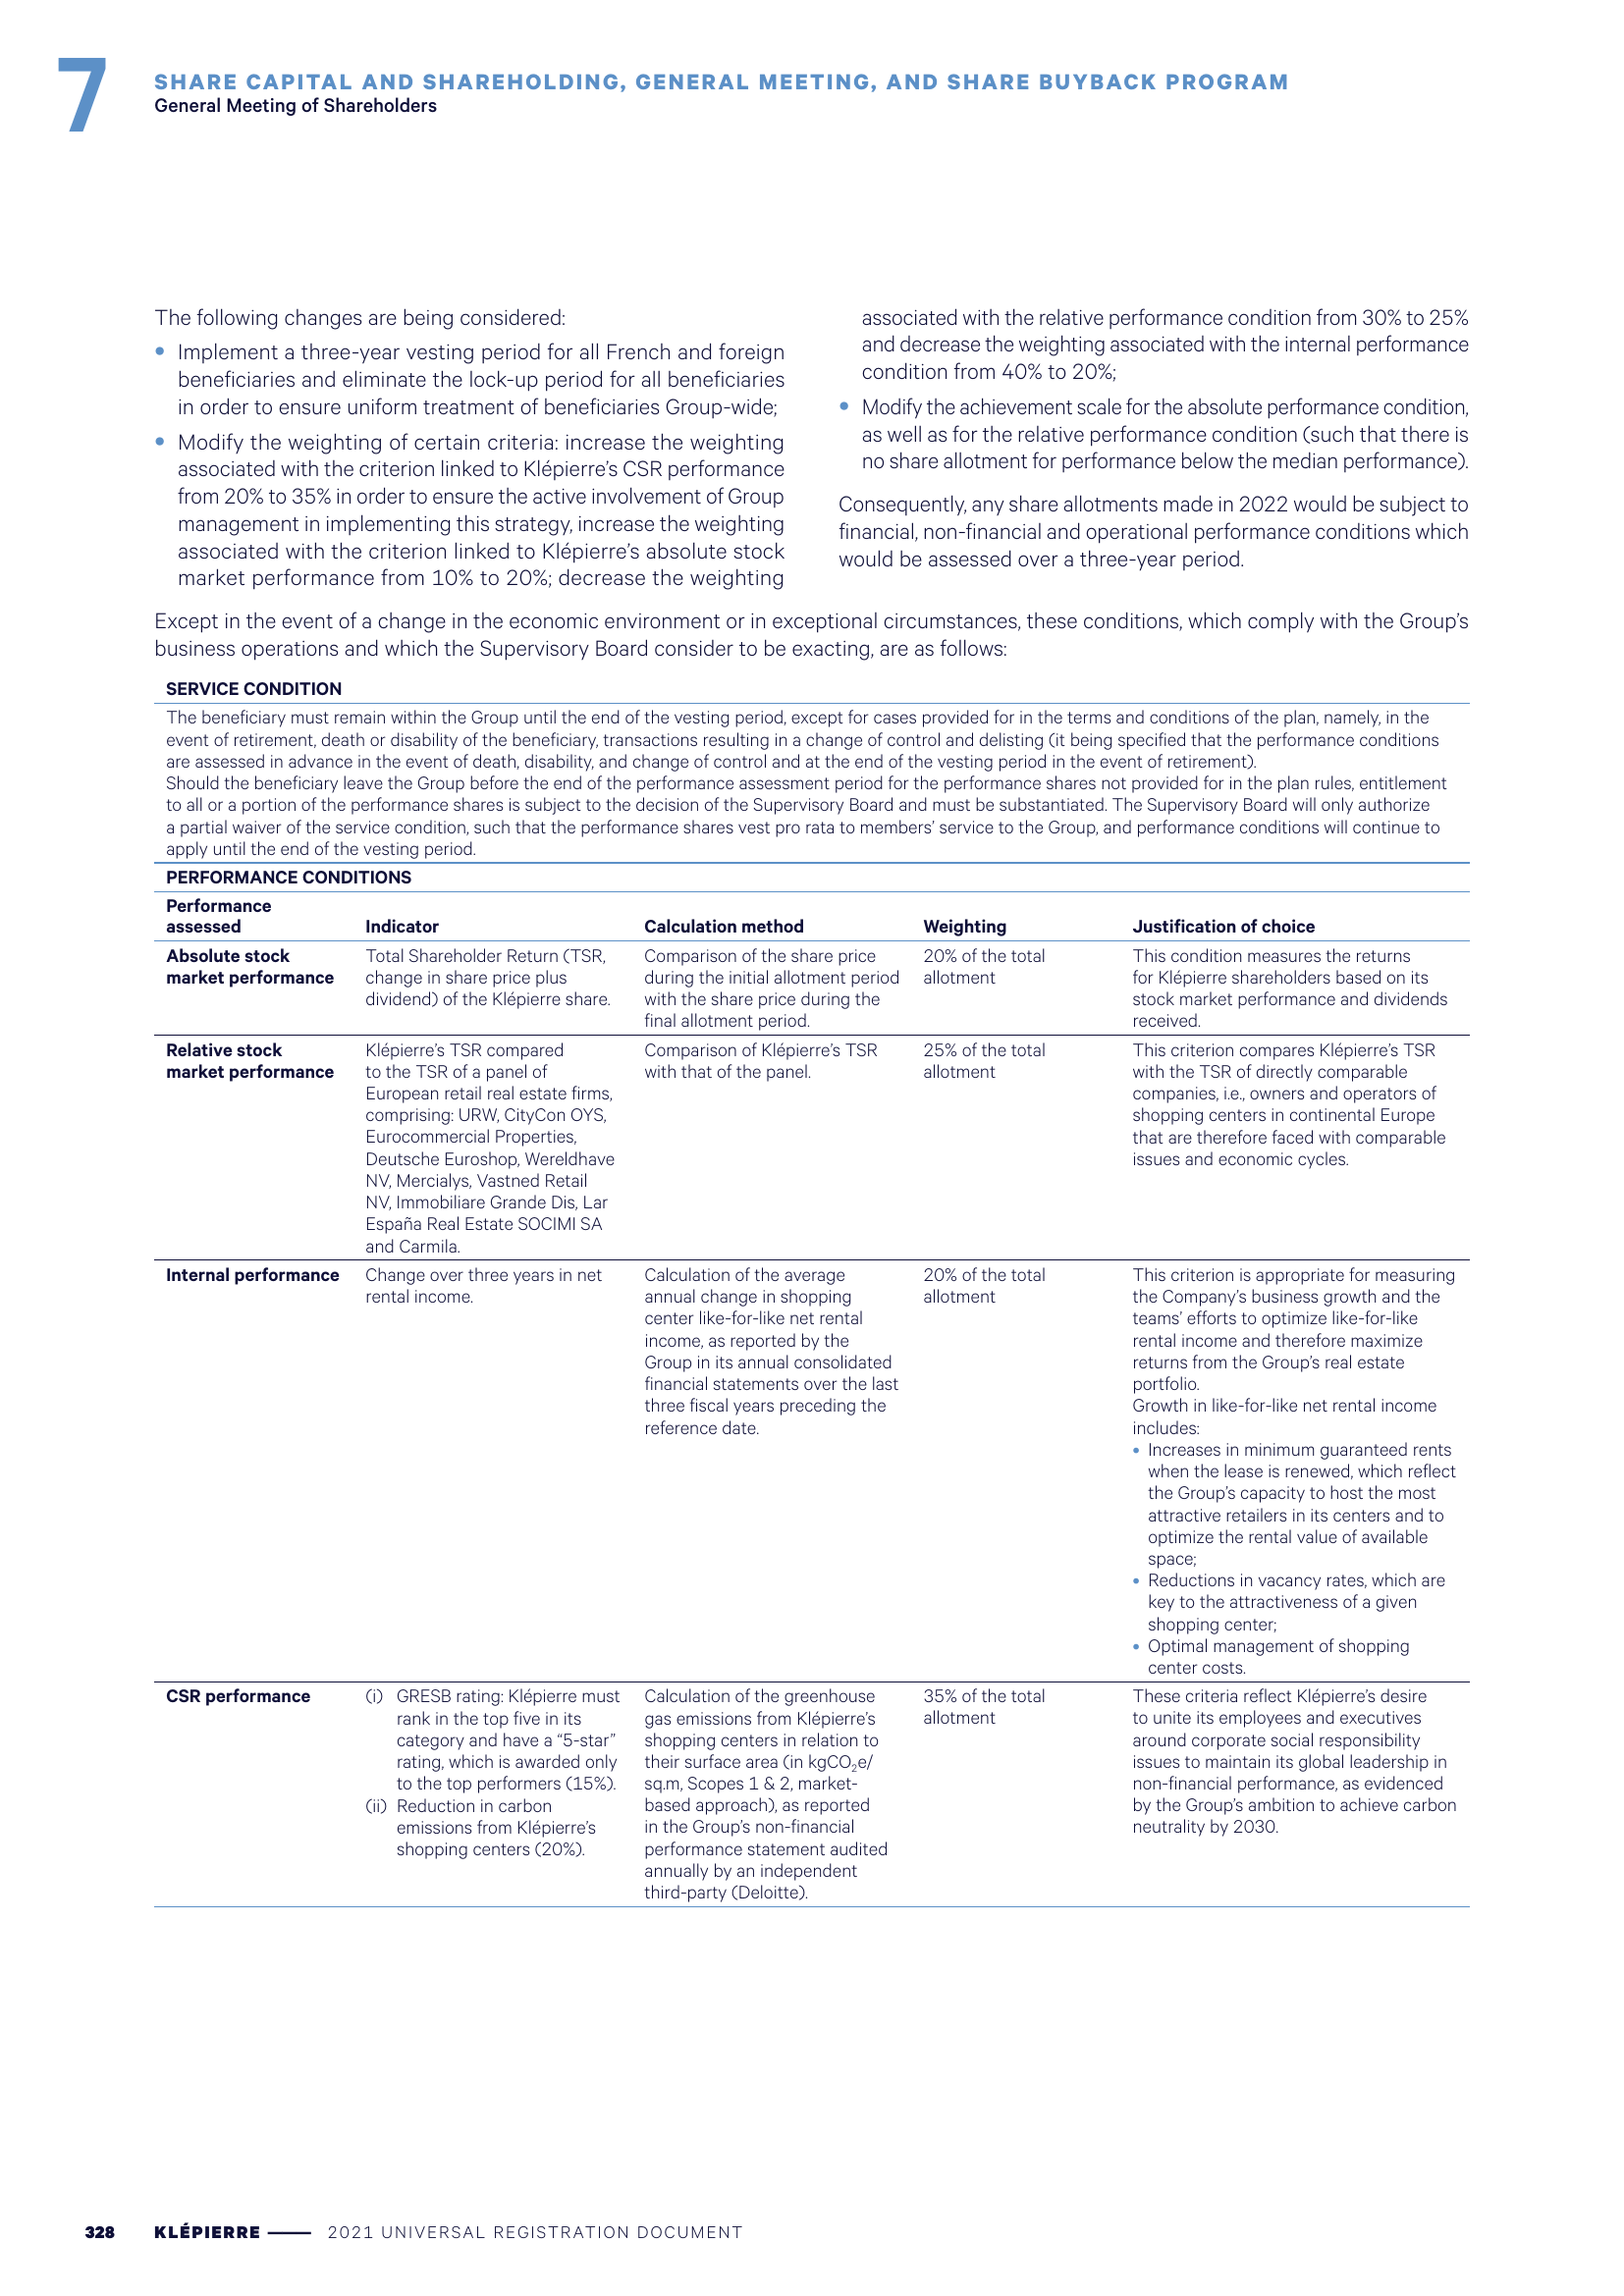 7
SHARE CAPITAL AND SHAREHOLDING, GENERAL MEETING, AND SHARE BUYBACK PROGRAM
General Meeting of Shareholders
The following changes are being considered:
• Implement a three-year vesting period for all French and foreign
beneficiaries and eliminate the lock-up period for all beneficiaries
in order to ensure uniform treatment of beneficiaries Group-wide;
• Modify the weighting of certain criteria: increase the weighting
associated with the criterion linked to Klépierre’s CSR performance
from 20% to 35% in order to ensure the active involvement of Group
management in implementing this strategy, increase the weighting
associated with the criterion linked to Klépierre’s absolute stock
market performance from 10% to 20%; decrease the weighting
associated with the relative performance condition from 30% to 25%
and decrease the weighting associated with the internal performance
condition from 40% to 20%;
• Modify the achievement scale for the absolute performance condition,
as well as for the relative performance condition (such that there is
no share allotment for performance below the median performance).
Consequently, any share allotments made in 2022 would be subject to
financial, non-financial and operational performance conditions which
would be assessed over a three-year period.
Except in the event of a change in the economic environment or in exceptional circumstances, these conditions, which comply with the Group’s
business operations and which the Supervisory Board consider to be exacting, are as follows:
SERVICE CONDITION
The beneficiary must remain within the Group until the end of the vesting period, except for cases provided for in the terms and conditions of the plan, namely, in the
event of retirement, death or disability of the beneficiary, transactions resulting in a change of control and delisting (it being specified that the performance conditions
are assessed in advance in the event of death, disability, and change of control and at the end of the vesting period in the event of retirement).
Should the beneficiary leave the Group before the end of the performance assessment period for the performance shares not provided for in the plan rules, entitlement
to all or a portion of the performance shares is subject to the decision of the Supervisory Board and must be substantiated. The Supervisory Board will only authorize
a partial waiver of the service condition, such that the performance shares vest pro rata to members’ service to the Group, and performance conditions will continue to
apply until the end of the vesting period.
PERFORMANCE CONDITIONS
Performance
assessed
Indicator
Calculation method
Weighting
Justification of choice
Absolute stock
market performance
Total Shareholder Return (TSR,
change in share price plus
dividend) of the Klépierre share.
Comparison of the share price
during the initial allotment period
with the share price during the
final allotment period.
20% of the total
allotment
This condition measures the returns
for Klépierre shareholders based on its
stock market performance and dividends
received.
Relative stock
market performance
Klépierre’s TSR compared
to the TSR of a panel of
European retail real estate firms,
comprising: URW, CityCon OYS,
Eurocommercial Properties,
Deutsche Euroshop, Wereldhave
NV, Mercialys, Vastned Retail
NV, Immobiliare Grande Dis, Lar
España Real Estate SOCIMI SA
and Carmila.
Comparison of Klépierre’s TSR
with that of the panel.
25% of the total
allotment
This criterion compares Klépierre’s TSR
with the TSR of directly comparable
companies, i.e., owners and operators of
shopping centers in continental Europe
that are therefore faced with comparable
issues and economic cycles.
Internal performance
Change over three years in net
rental income.
Calculation of the average
annual change in shopping
center like-for-like net rental
income, as reported by the
Group in its annual consolidated
financial statements over the last
three fiscal years preceding the
reference date.
20% of the total
allotment
This criterion is appropriate for measuring
the Company’s business growth and the
teams’ efforts to optimize like-for-like
rental income and therefore maximize
returns from the Group’s real estate
portfolio.
Growth in like-for-like net rental income
includes:
• Increases in minimum guaranteed rents
when the lease is renewed, which reflect
the Group’s capacity to host the most
attractive retailers in its centers and to
optimize the rental value of available
space;
• Reductions in vacancy rates, which are
key to the attractiveness of a given
shopping center;
• Optimal management of shopping
center costs.
CSR performance
(i) GRESB rating: Klépierre must
rank in the top five in its
category and have a “5-star”
rating, which is awarded only
to the top performers (15%).
(ii) Reduction in carbon
emissions from Klépierre’s
shopping centers (20%).
Calculation of the greenhouse
gas emissions from Klépierre’s
shopping centers in relation to
their surface area (in kgCO₂e/
sq.m, Scopes 1 & 2, market-
based approach), as reported
in the Group’s non-financial
performance statement audited
annually by an independent
third-party (Deloitte).
35% of the total
allotment
These criteria reflect Klépierre’s desire
to unite its employees and executives
around corporate social responsibility
issues to maintain its global leadership in
non-financial performance, as evidenced
by the Group’s ambition to achieve carbon
neutrality by 2030.
328 KLÉPIERRE — 2021 UNIVERSAL REGISTRATION DOCUMENT